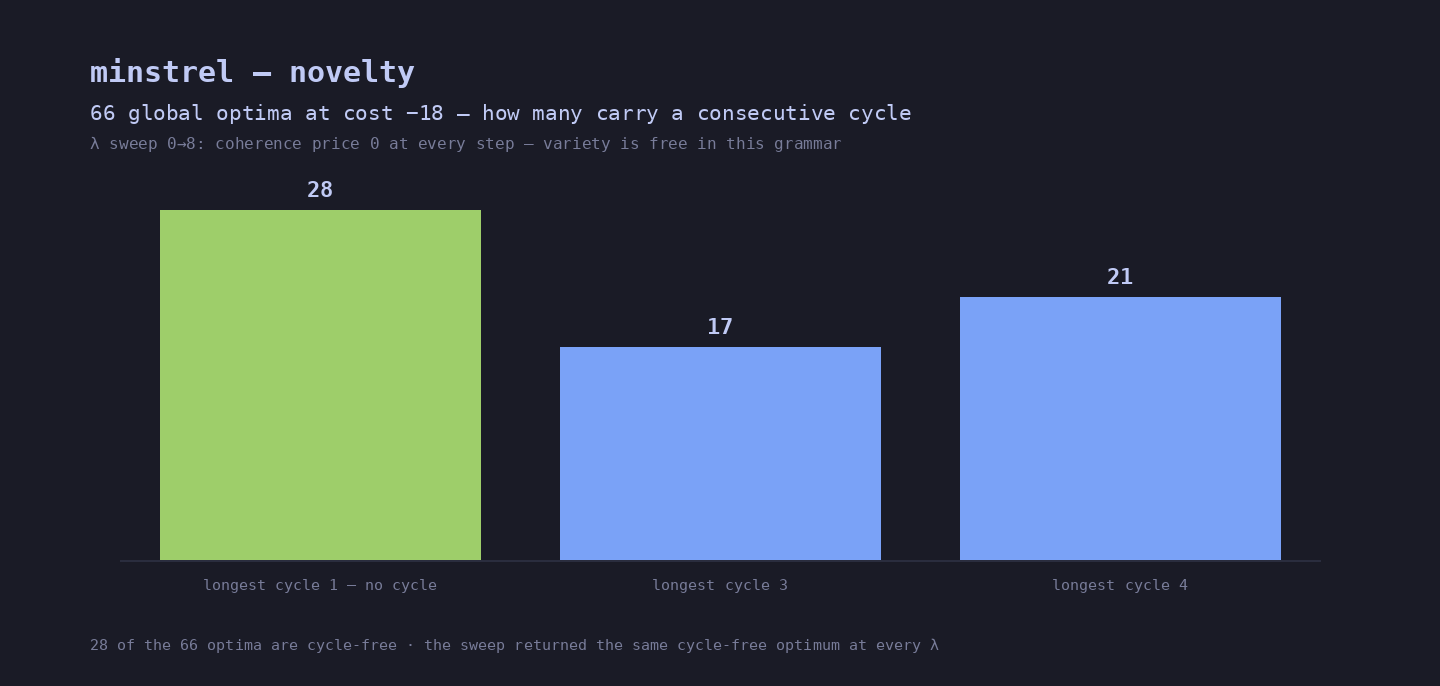 minstrel — novelty
66 global optima at cost −18 — how many carry a consecutive cycle
λ sweep 0→8: coherence price 0 at every step — variety is free in this grammar
28
17
21
longest cycle 1 — no cycle
longest cycle 3
longest cycle 4
28 of the 66 optima are cycle-free · the sweep returned the same cycle-free optimum at every λ